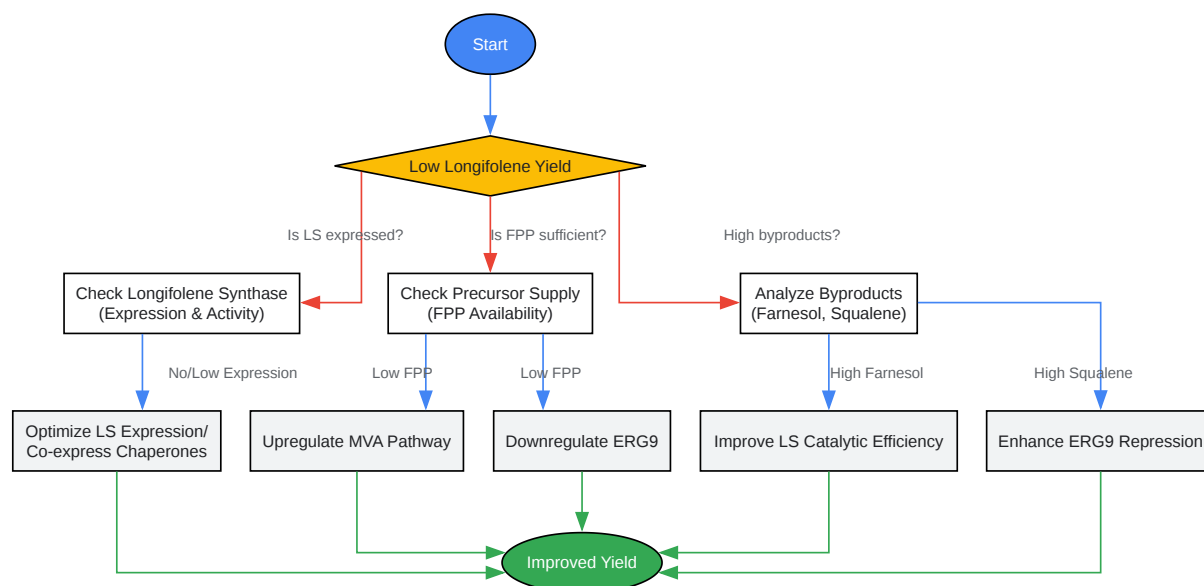 Start
Low Longifolene Yield
Is LS expressed?
Is FPP sufficient?
High byproducts?
Check Longifolene Synthase
(Expression & Activity)
Check Precursor Supply
(FPP Availability)
Analyze Byproducts
(Farnesol, Squalene)
No/Low Expression
Low FPP
Low FPP
High Farnesol
High Squalene
Optimize LS Expression/
Co-express Chaperones
Upregulate MVA Pathway
Downregulate ERG9
Improve LS Catalytic Efficiency
Enhance ERG9 Repression
Improved Yield